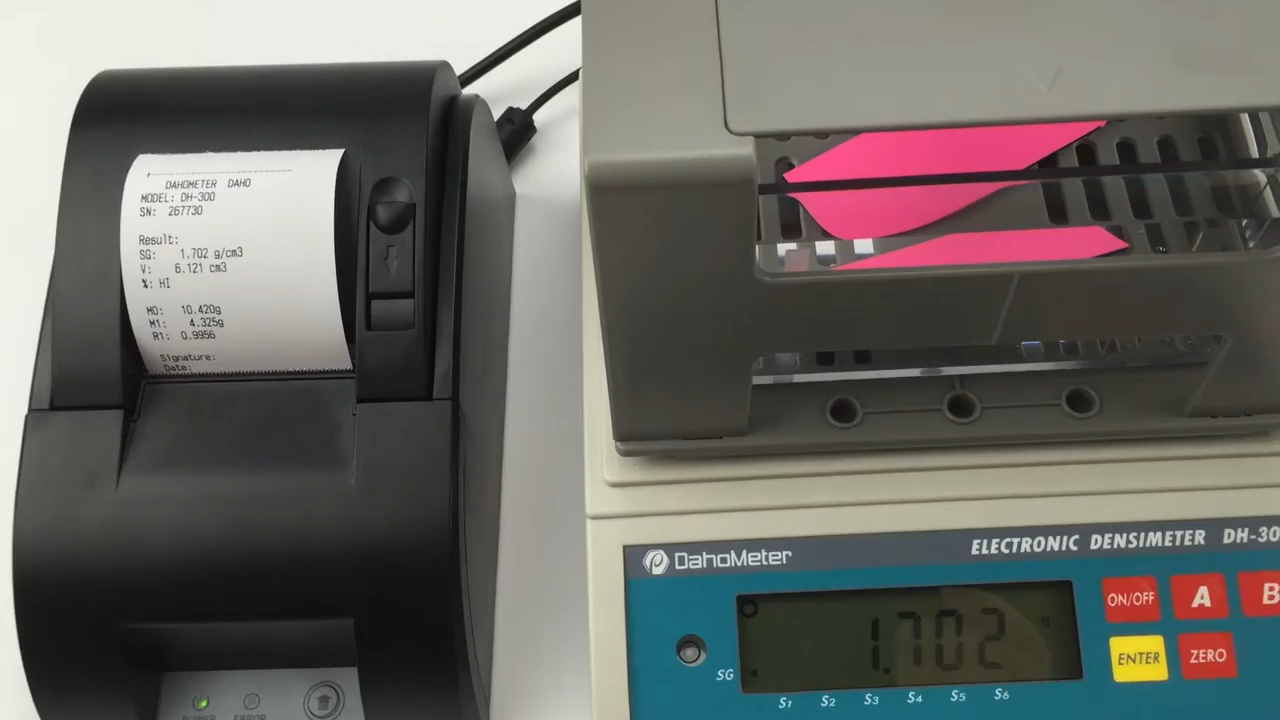 DAHOMETER DAHO
MODEL: DH-300
SN: 267730
Result:
SG: 1.702 g/cm3
V: 6.121 cm3
%: HI
M0: 10.420g
M1: 4.325g
R1: 0.9956
Signature:
Date:
POWER ERROR
DahoMeter
ELECTRONIC DENSIMETER DH-30
1.702
SG
S1 S2 S3 S4 S5 S6
ON/OFF A B
ENTER ZERO